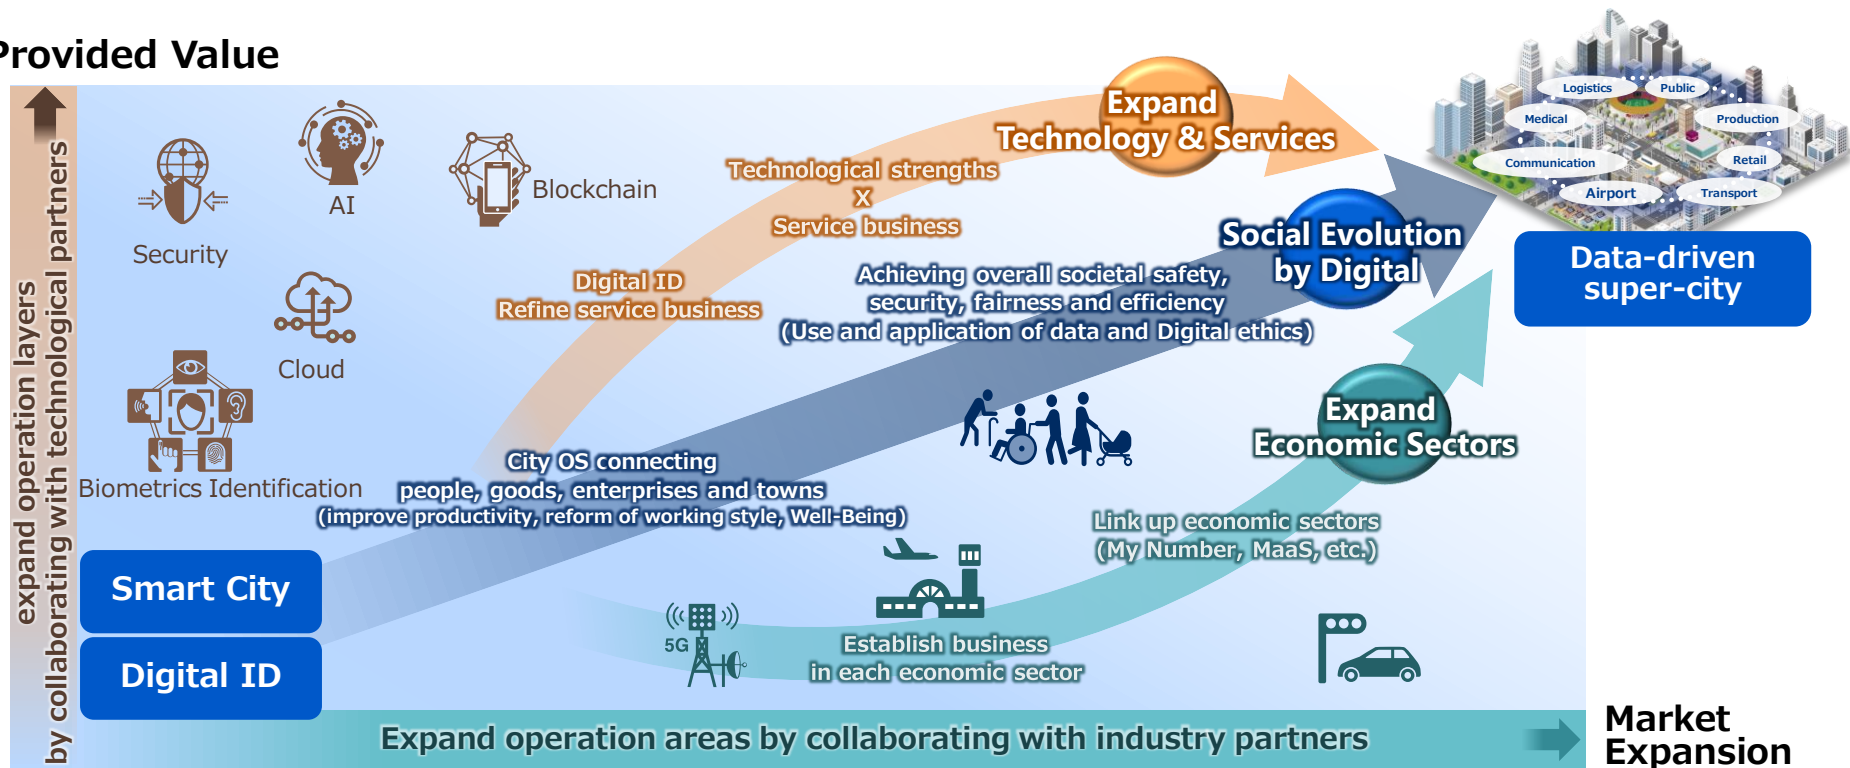 Provided Value
expand operation layers
by collaborating with technological partners
Security
AI
Blockchain
Cloud
Biometrics Identification
Smart City
Digital ID
Expand
Technology & Services
Technological strengths
X
Service business
Digital ID
Refine service business
Social Evolution
by Digital
Achieving overall societal safety,
security, fairness and efficiency
(Use and application of data and Digital ethics)
City OS connecting
people, goods, enterprises and towns
(improve productivity, reform of working style, Well-Being)
Expand
Economic Sectors
Link up economic sectors
(My Number, MaaS, etc.)
5G
Establish business
in each economic sector
Logistics
Public
Medical
Production
Communication
Retail
Airport
Transport
Data-driven
super-city
Expand operation areas by collaborating with industry partners
Market
Expansion